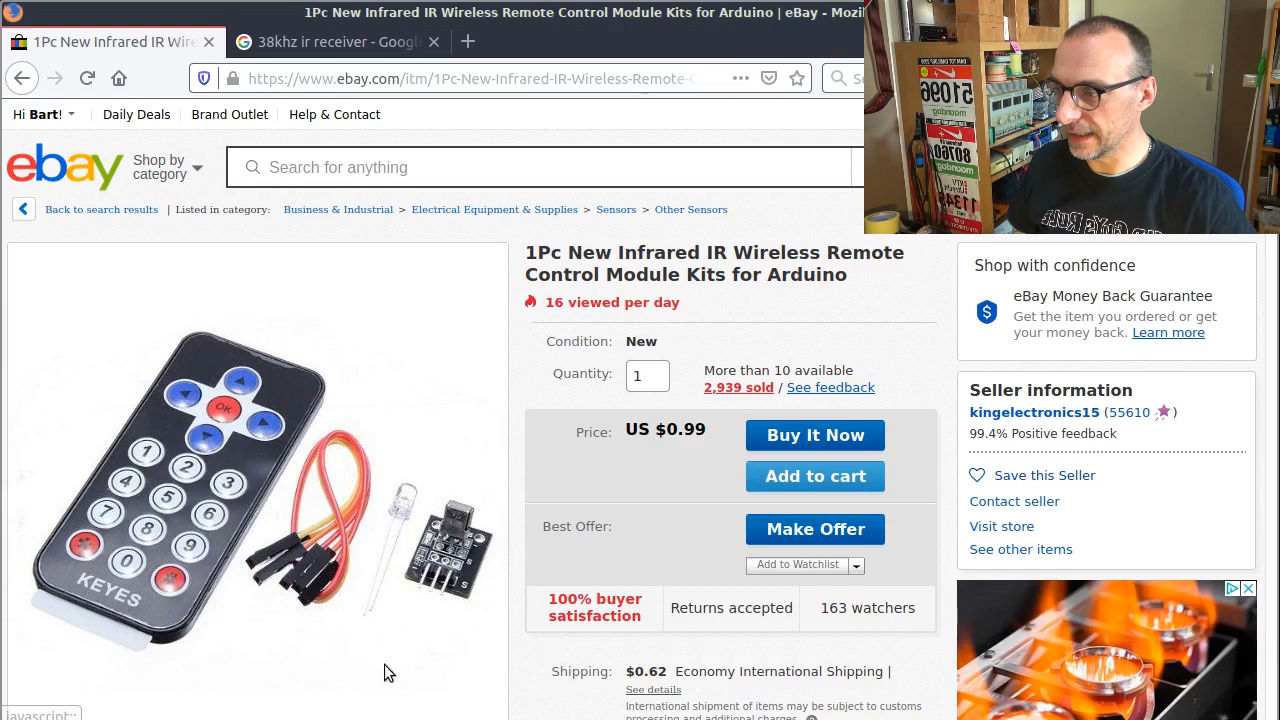 1Pc New Infrared IR Wireless Remote Control Module Kits for Arduino | eBay - Mozil
1Pc New Infrared IR Wire
38khz ir receiver - Google
https://www.ebay.com/itm/1Pc-New-Infrared-IR-Wireless-Remote-C
Hi Bart!
Daily Deals
Brand Outlet
Help & Contact
ebay
Shop by category
Search for anything
Back to search results | Listed in category: Business & Industrial > Electrical Equipment & Supplies > Sensors > Other Sensors
51096
80760
1Pc New Infrared IR Wireless Remote
Control Module Kits for Arduino
16 viewed per day
Condition: New
Quantity: 1
More than 10 available
2,939 sold / See feedback
Price: US $0.99
Buy It Now
Add to cart
Best Offer:
Make Offer
Add to Watchlist
100% buyer satisfaction
Returns accepted
163 watchers
Shipping: $0.62 Economy International Shipping |
See details
International shipment of items may be subject to customs
processing and additional charges.
Shop with confidence
eBay Money Back Guarantee
Get the item you ordered or get
your money back. Learn more
Seller information
kingelectronics15 (55610 )
99.4% Positive feedback
Save this Seller
Contact seller
Visit store
See other items
OK
1 2 3
4 5 6
7 8 9
* 0 #
KEYES
S
javascript:;